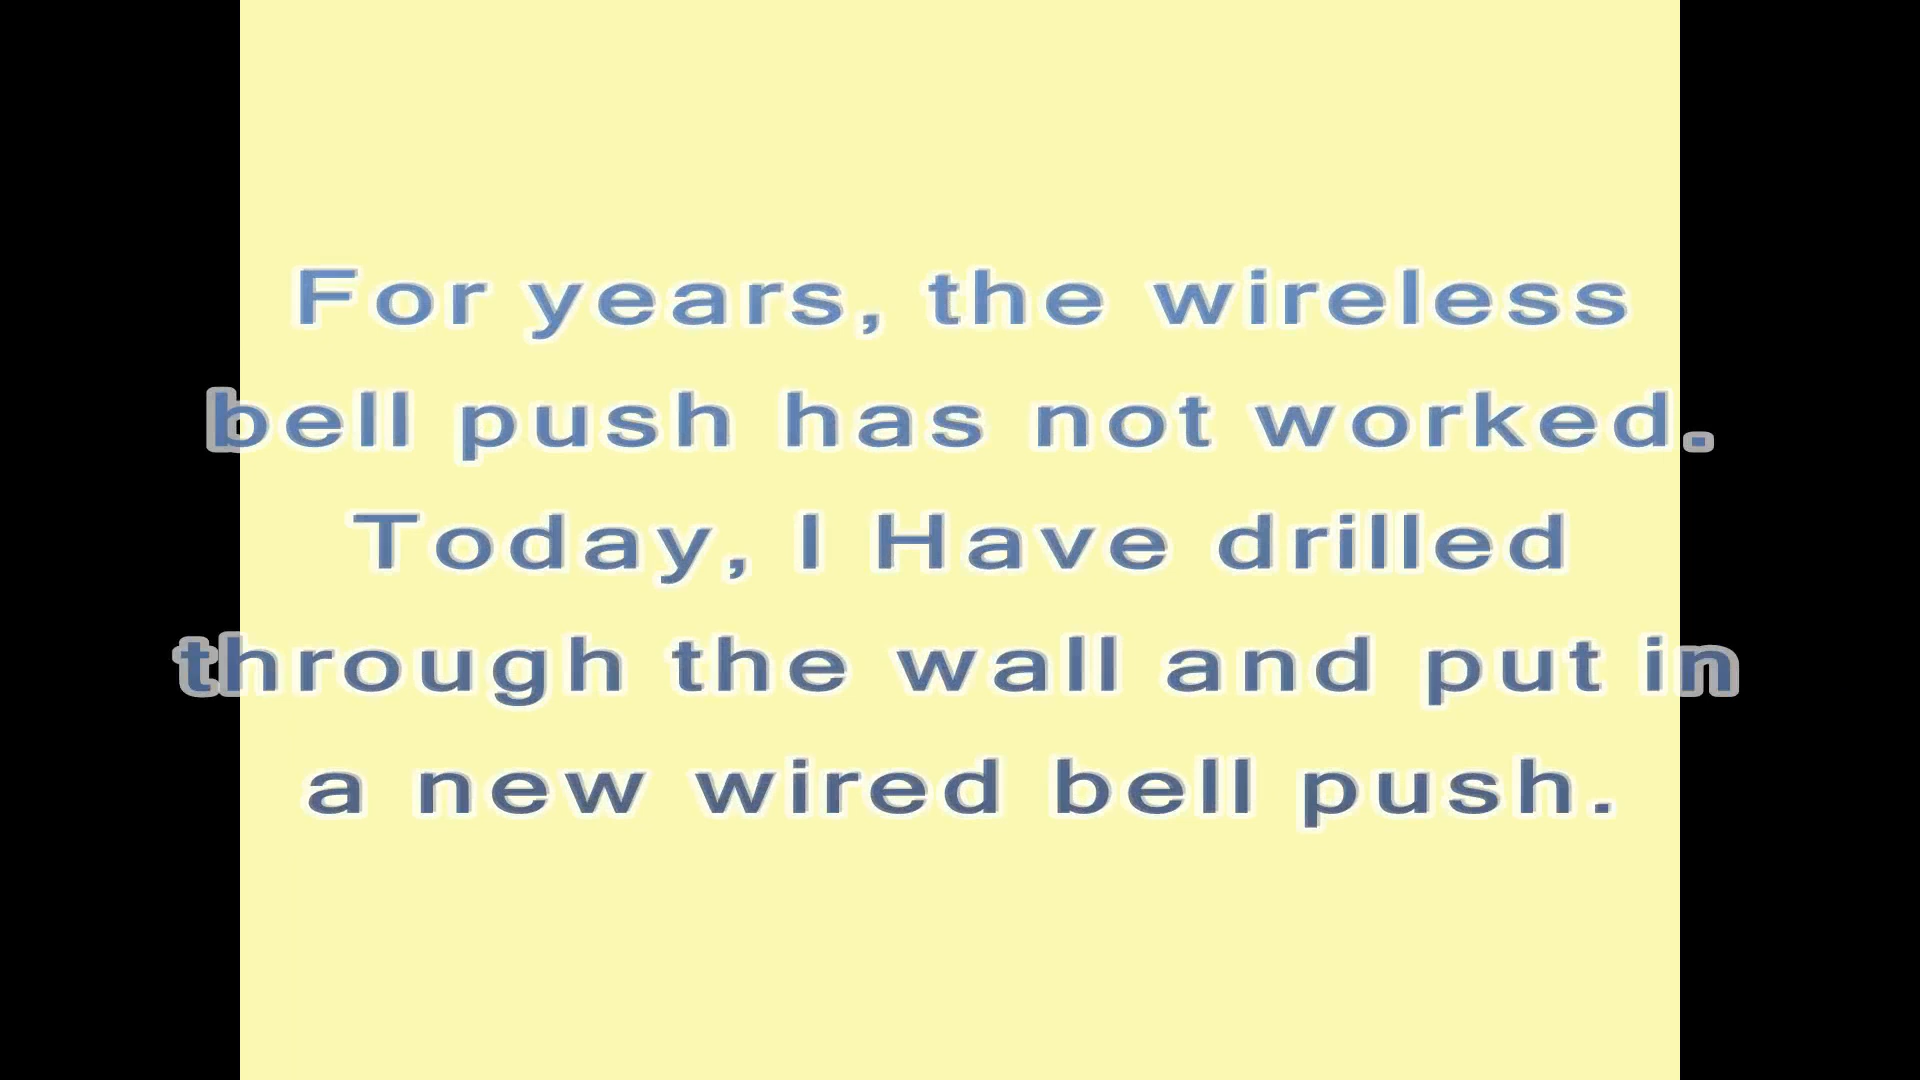 For years, the wireless
bell push has not worked.
Today, I Have drilled
through the wall and put in
a new wired bell push.